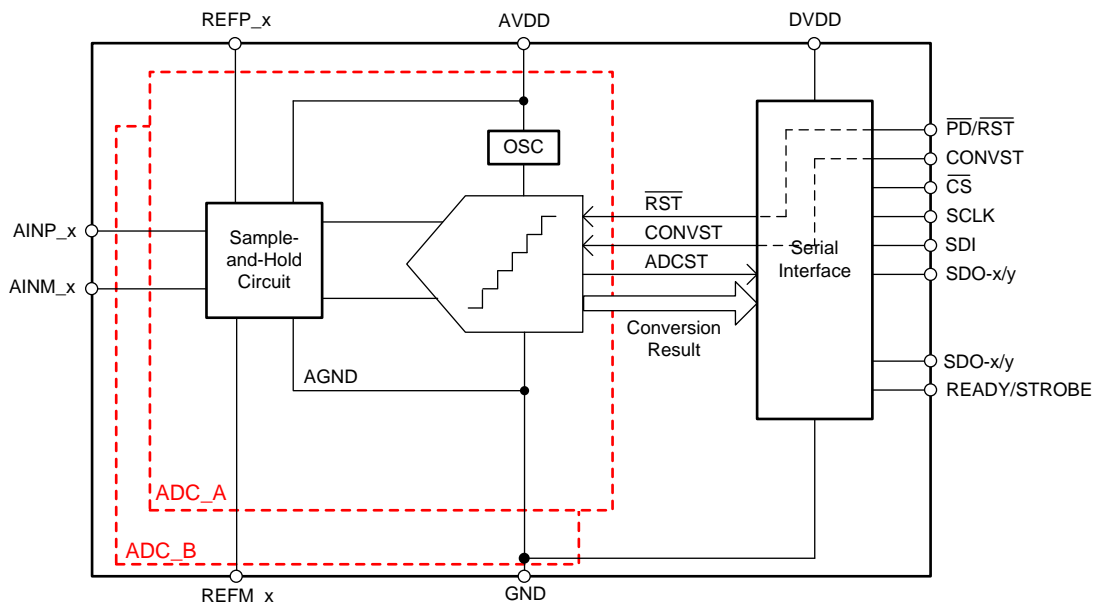 REFP_x
AVDD
DVDD
OSC
PD/RST
CONVST
CS
SCLK
SDI
SDO-x/y
SDO-x/y
READY/STROBE
AINP_x
AINM_x
Sample-
and-Hold
Circuit
RST
CONVST
ADCST
Conversion
Result
Serial
Interface
AGND
ADC_A
ADC_B
REFM_x
GND